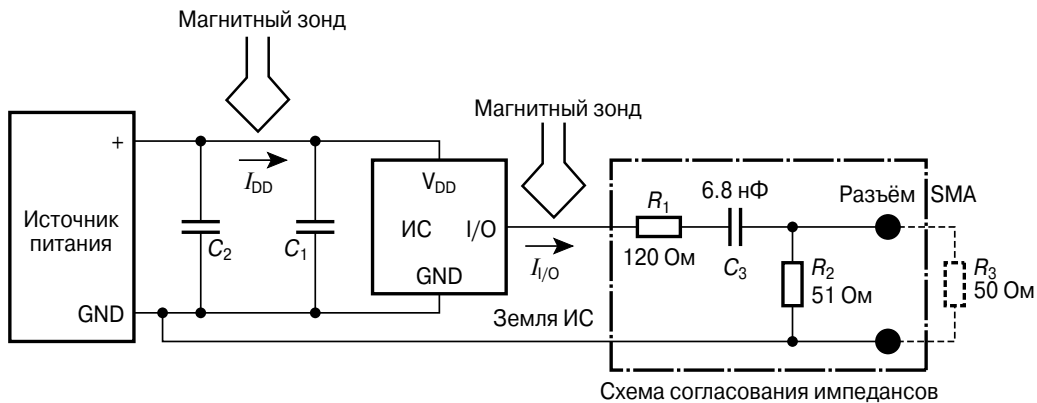 Магнитный зонд
Магнитный зонд
+
I_DD
V_DD
Источник
питания
C_2
C_1
ИС
I/O
GND
GND
I_I/O
Земля ИС
R_1
120 Ом
6.8 нФ
C_3
Разъём SMA
R_2
51 Ом
R_3
50 Ом
Схема согласования импедансов